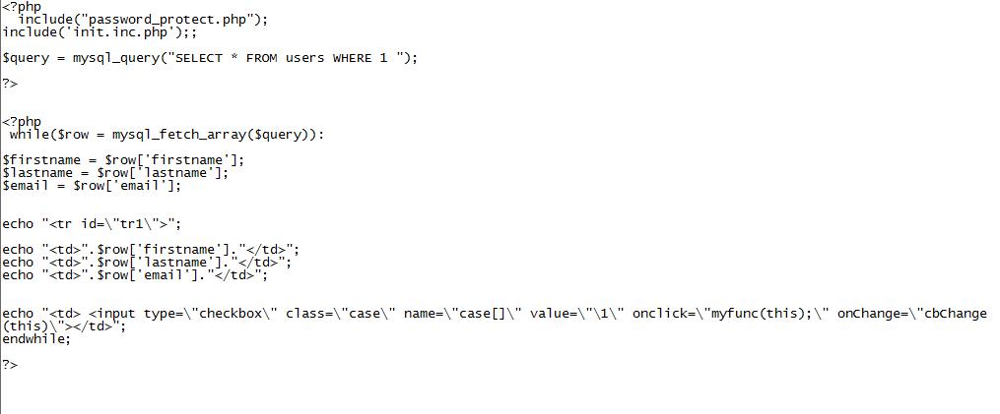 <?php
  include("password_protect.php");
include('init.inc.php');;
$query = mysql_query("SELECT * FROM users WHERE 1 ");
?>
<?php
 while($row = mysql_fetch_array($query)):
$firstname = $row['firstname'];
$lastname = $row['lastname'];
$email = $row['email'];
echo "<tr id=\"tr1\">";
echo "<td>".$row['firstname']."</td>";
echo "<td>".$row['lastname']."</td>";
echo "<td>".$row['email']."</td>";
echo "<td> <input type=\"checkbox\" class=\"case\" name=\"case[]\" value=\"\1\" onclick=\"myfunc(this);\" onChange=\"cbChange
(this)\"></td>";
endwhile;
?>